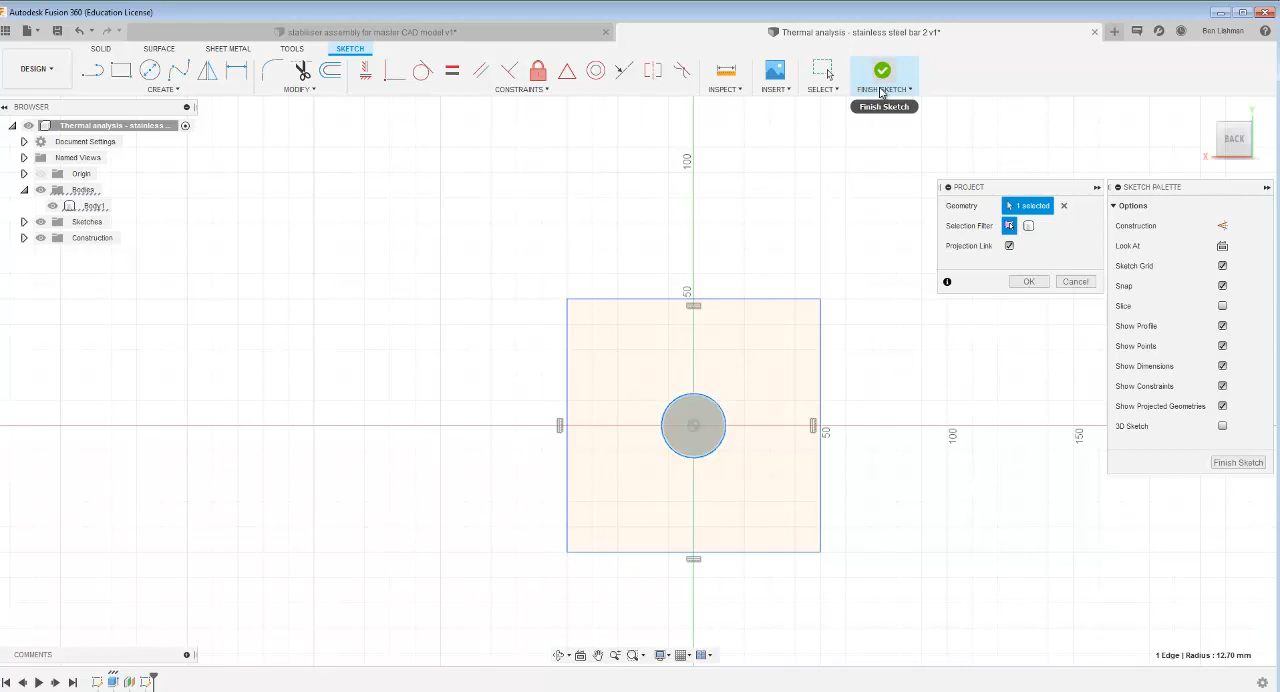 Autodesk Fusion 360 (Education License)
stabiliser assembly for master CAD model v1*
Thermal analysis - stainless steel bar 2 v1*
Ben Lishman
DESIGN
SOLID
SURFACE
SHEET METAL
TOOLS
SKETCH
CREATE
MODIFY
CONSTRAINTS
INSPECT
INSERT
SELECT
FINISH SKETCH
Finish Sketch
BROWSER
Thermal analysis - stainless ...
Document Settings
Named Views
Origin
Bodies
Body1
Sketches
Construction
100
50
50
100
150
BACK
X
Y
PROJECT
Geometry
1 selected
Selection Filter
Projection Link
OK
Cancel
SKETCH PALETTE
Options
Construction
Look At
Sketch Grid
Snap
Slice
Show Profile
Show Points
Show Dimensions
Show Constraints
Show Projected Geometries
3D Sketch
Finish Sketch
COMMENTS
1 Edge | Radius : 12.70 mm